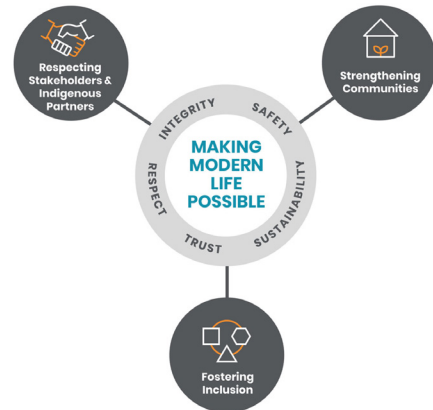 Respecting
Stakeholders &
Indigenous
Partners
Strengthening
Communities
INTEGRITY
SAFETY
RESPECT
SUSTAINABILITY
TRUST
MAKING
MODERN
LIFE
POSSIBLE
Fostering
Inclusion